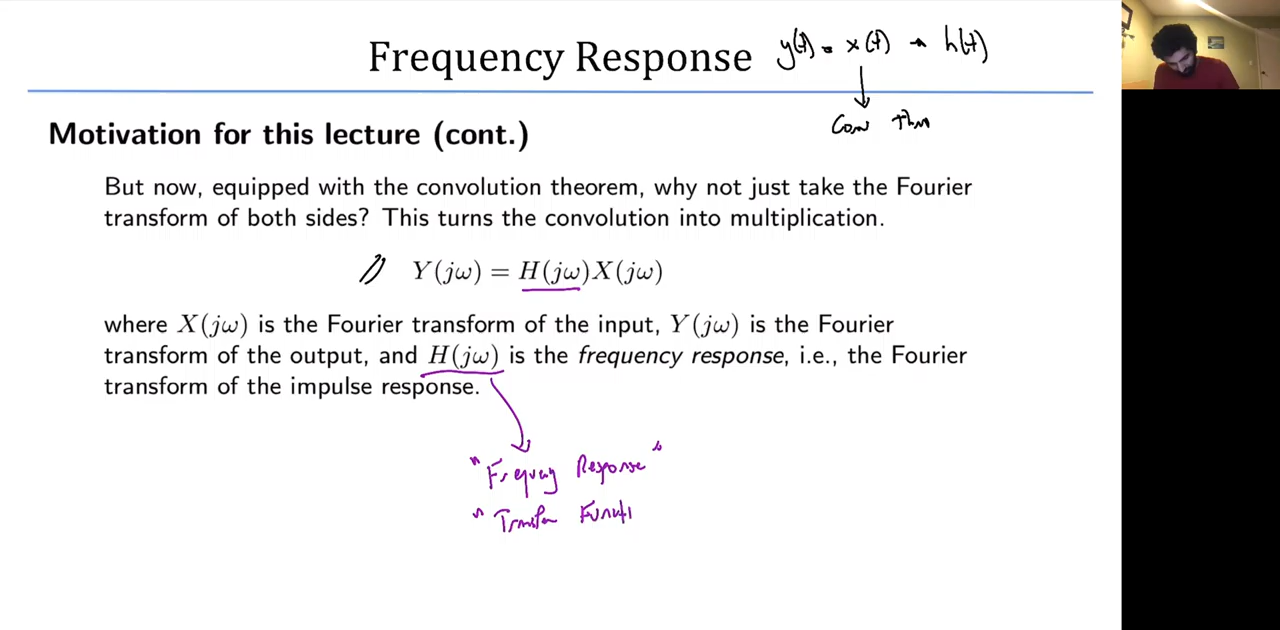 Frequency Response y(t) = x(t) * h(t)
Conv Thm
Motivation for this lecture (cont.)
But now, equipped with the convolution theorem, why not just take the Fourier
transform of both sides? This turns the convolution into multiplication.
Y(jω) = H(jω)X(jω)
where X(jω) is the Fourier transform of the input, Y(jω) is the Fourier
transform of the output, and H(jω) is the frequency response, i.e., the Fourier
transform of the impulse response.
"Frequency Response"
"Transfer Functi